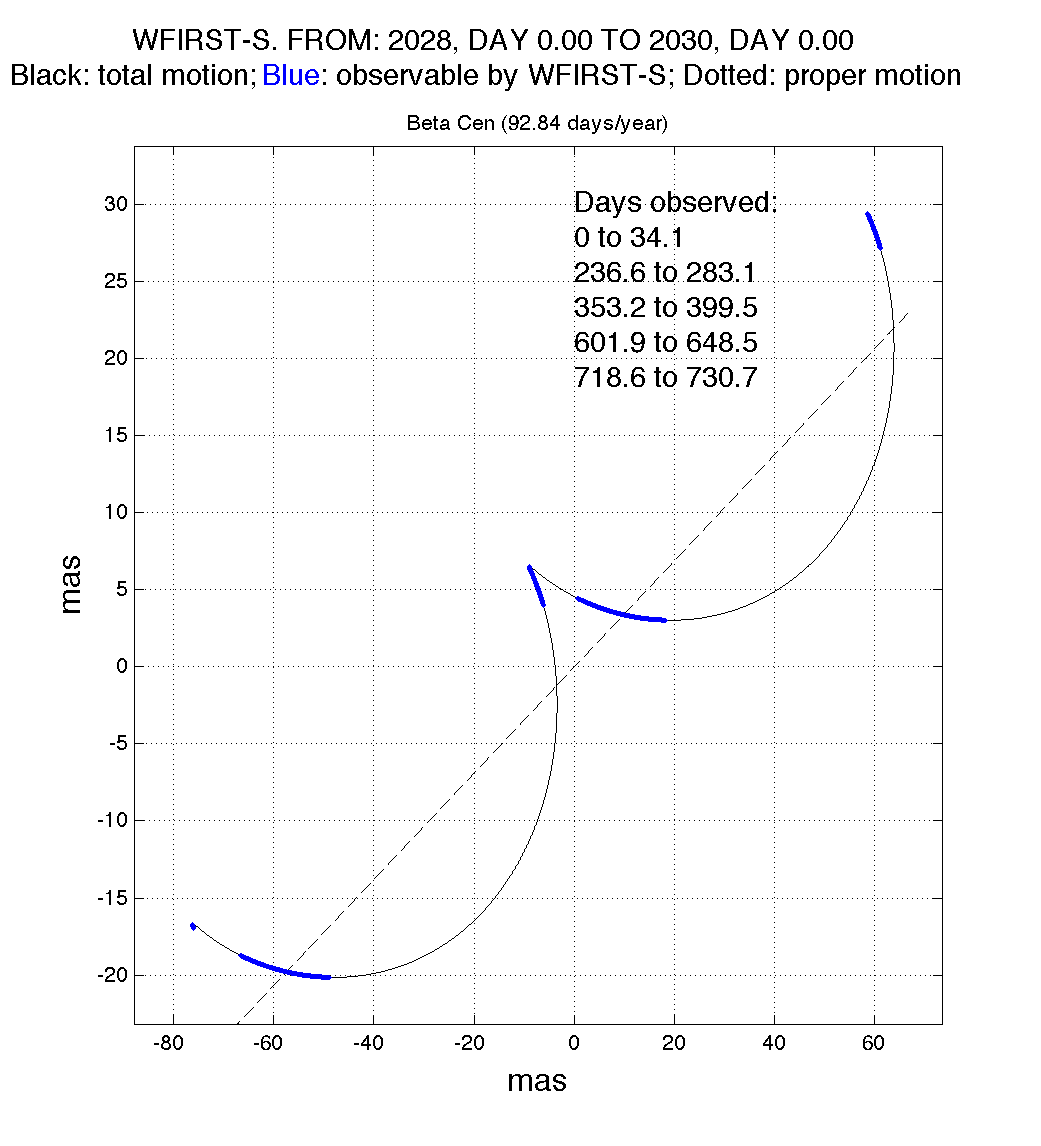 WFIRST-S. FROM: 2028, DAY 0.00 TO 2030, DAY 0.00
Black: total motion; Blue: observable by WFIRST-S; Dotted: proper motion
Beta Cen (92.84 days/year)
Days observed:
0 to 34.1
236.6 to 283.1
353.2 to 399.5
601.9 to 648.5
718.6 to 730.7
30
25
20
15
10
5
0
-5
-10
-15
-20
mas
-80 -60 -40 -20 0 20 40 60
mas